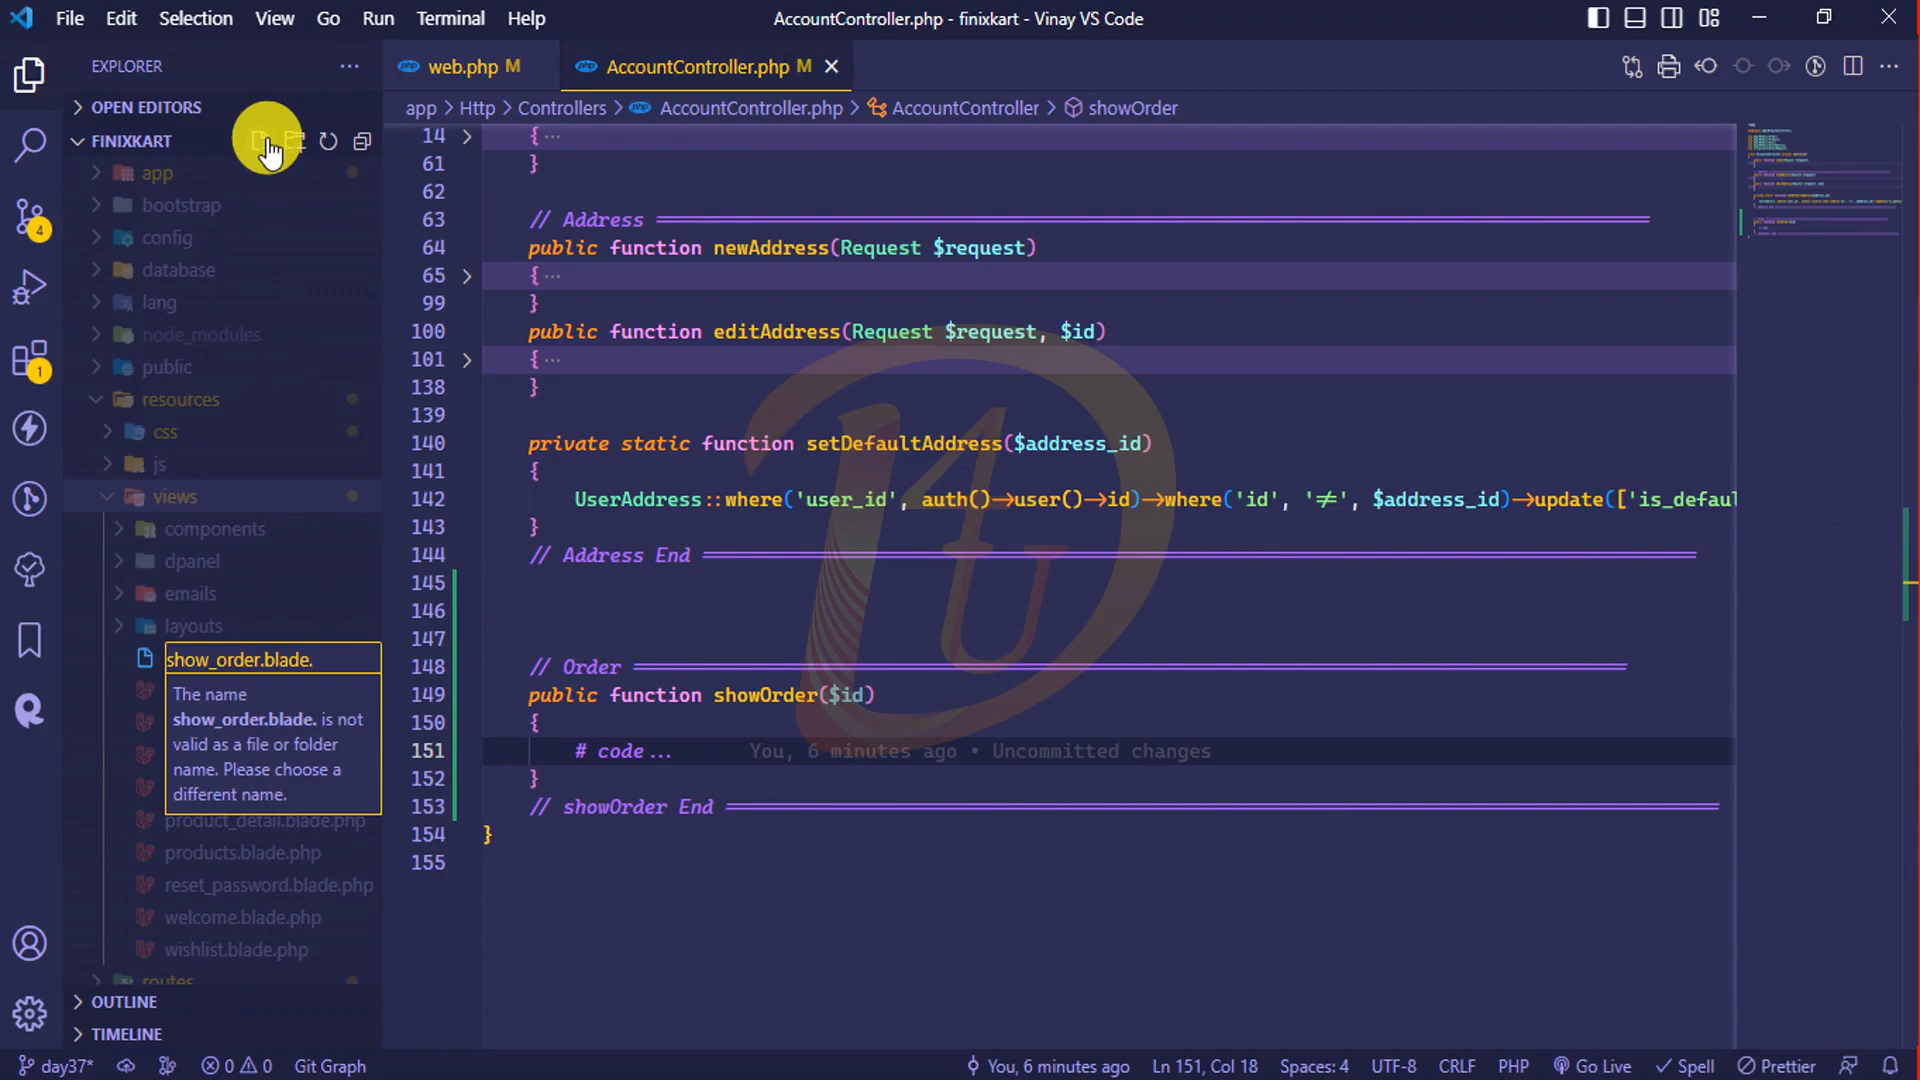 File Edit Selection View Go Run Terminal Help
AccountController.php - finixkart - Vinay VS Code
EXPLORER
web.php M
AccountController.php M
OPEN EDITORS
FINIXKART
app > Http > Controllers > AccountController.php > AccountController > showOrder
app
bootstrap
config
database
lang
node_modules
public
resources
css
js
views
components
dpanel
emails
layouts
show_order.blade.
The name
show_order.blade. is not
valid as a file or folder
name. Please choose a
different name.
product_detail.blade.php
products.blade.php
reset_password.blade.php
welcome.blade.php
wishlist.blade.php
routes
OUTLINE
TIMELINE
4
1
14 { ...
61 }
62
63 // Address ==========
64 public function newAddress(Request $request)
65 { ...
99 }
100 public function editAddress(Request $request, $id)
101 { ...
138 }
139
140 private static function setDefaultAddress($address_id)
141 {
142 UserAddress::where('user_id', auth()->user()->id)->where('id', '!=', $address_id)->update(['is_defaul
143 }
144 // Address End ==========
145
146
147
148 // Order ==========
149 public function showOrder($id)
150 {
151 # code... You, 6 minutes ago • Uncommitted changes
152 }
153 // showOrder End ==========
154 }
155
day37* 0 0 Git Graph
You, 6 minutes ago Ln 151, Col 18 Spaces: 4 UTF-8 CRLF PHP Go Live Spell Prettier